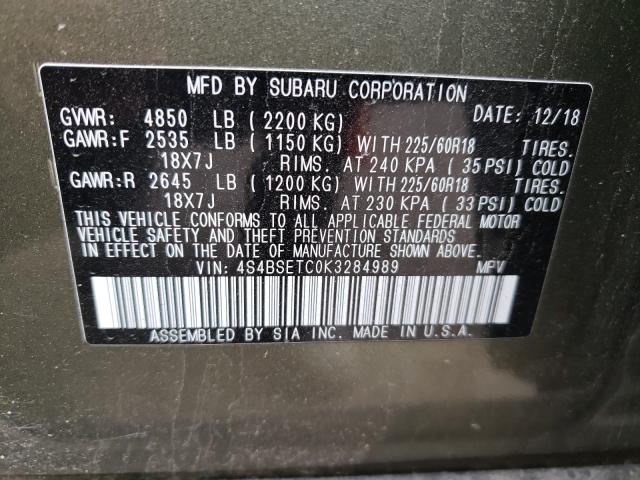 MFD BY SUBARU CORPORATION
GVWR: 4850 LB ( 2200 KG) DATE: 12/18
GAWR:F 2535 LB ( 1150 KG) WITH 225/60R18 TIRES.
18X7J RIMS. AT 240 KPA ( 35 PSI) COLD
GAWR:R 2645 LB ( 1200 KG) WITH 225/60R18 TIRES.
18X7J RIMS. AT 230 KPA ( 33 PSI) COLD
THIS VEHICLE CONFORMS TO ALL APPLICABLE FEDERAL MOTOR
VEHICLE SAFETY AND THEFT PREVENTION STANDARDS
IN EFFECT ON THE DATE OF MANUFACTURE SHOWN ABOVE.
VIN: 4S4BSETC0K3284989 MPV
ASSEMBLED BY SIA INC. MADE IN U.S.A.